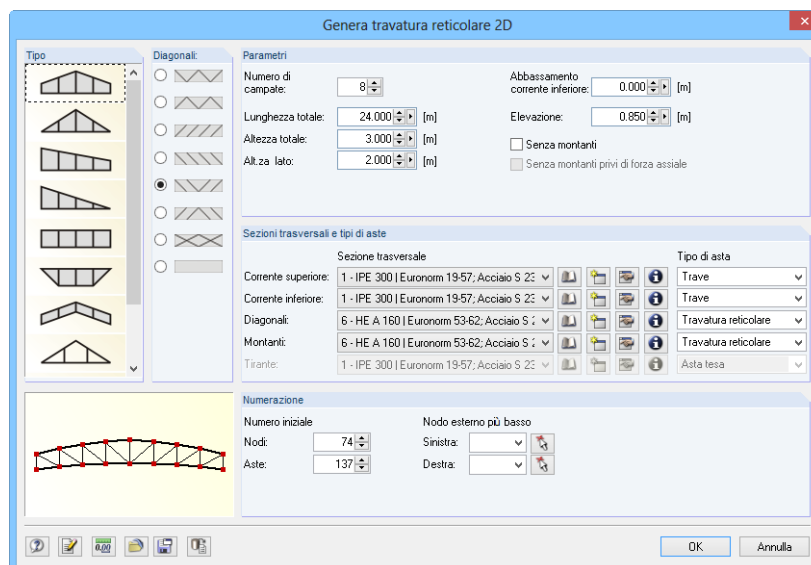 Genera travatura reticolare 2D
Tipo
Diagonali:
Parametri
Numero di
campate:
8
Abbassamento
corrente inferiore:
0.000
[m]
Lunghezza totale:
24.000
[m]
Elevazione:
0.850
[m]
Altezza totale:
3.000
[m]
Senza montanti
Alt.za lato:
2.000
[m]
Senza montanti privi di forza assiale
Sezioni trasversali e tipi di aste
Sezione trasversale
Tipo di asta
Corrente superiore:
1 - IPE 300 | Euronorm 19-57; Acciaio S 23
Trave
Corrente inferiore:
1 - IPE 300 | Euronorm 19-57; Acciaio S 23
Trave
Diagonali:
6 - HE A 160 | Euronorm 53-62; Acciaio S 2
Travatura reticolare
Montanti:
6 - HE A 160 | Euronorm 53-62; Acciaio S 2
Travatura reticolare
Tirante:
1 - IPE 300 | Euronorm 19-57; Acciaio S 23
Asta tesa
Numerazione
Numero iniziale
Nodo esterno più basso
Nodi:
74
Sinistra:
Aste:
137
Destra:
0.00
OK
Annulla